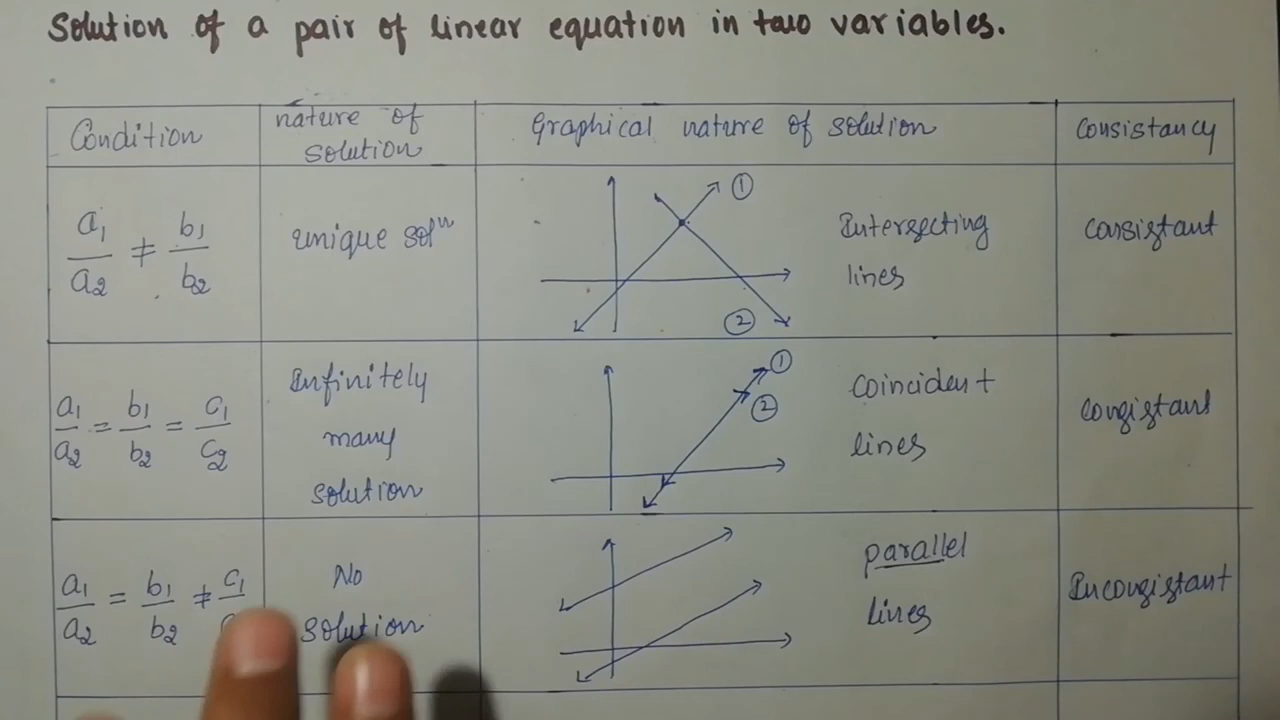 Solution of a pair of linear equation in two variables.
Condition
nature of
solution
Graphical nature of solution
Consistancy
a1/a2 ≠ b1/b2
unique solⁿ
①
②
Intersecting
lines
consistant
a1/a2 = b1/b2 = c1/c2
Infinitely
many
solution
①
②
Coincident
lines
consistant
a1/a2 = b1/b2 ≠ c1/
No
solution
parallel
lines
Inconsistant